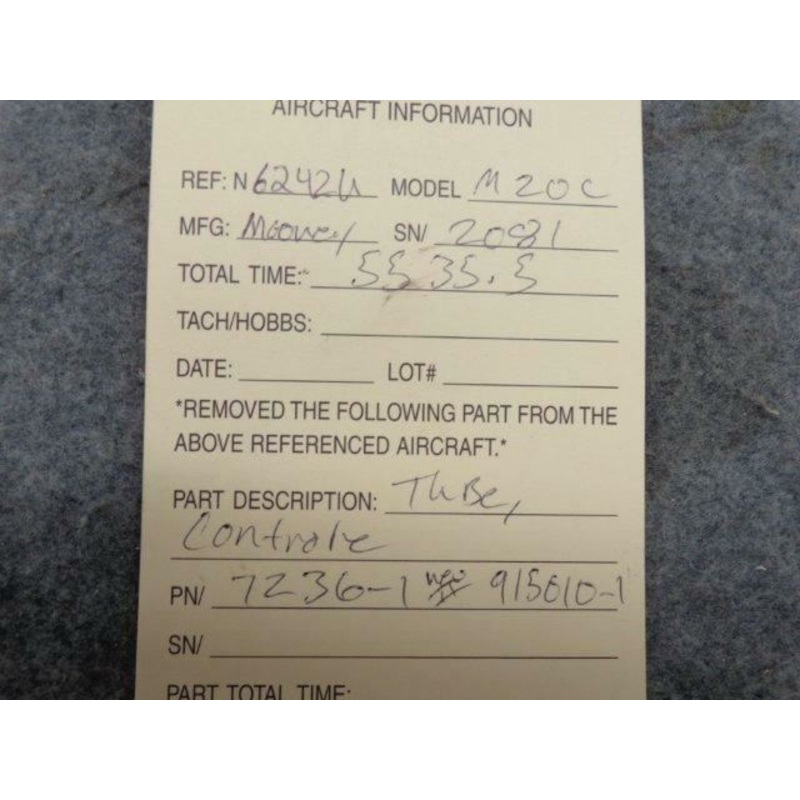 AIRCRAFT INFORMATION
REF: N 6242U MODEL M20C
MFG: Mooney SN/ 2081
TOTAL TIME: 5535.5
TACH/HOBBS:
DATE: LOT#
*REMOVED THE FOLLOWING PART FROM THE
ABOVE REFERENCED AIRCRAFT.*
PART DESCRIPTION: TuBe,
Controle
PN/ 7236-1 915010-1
SN/
PART TOTAL TIME: